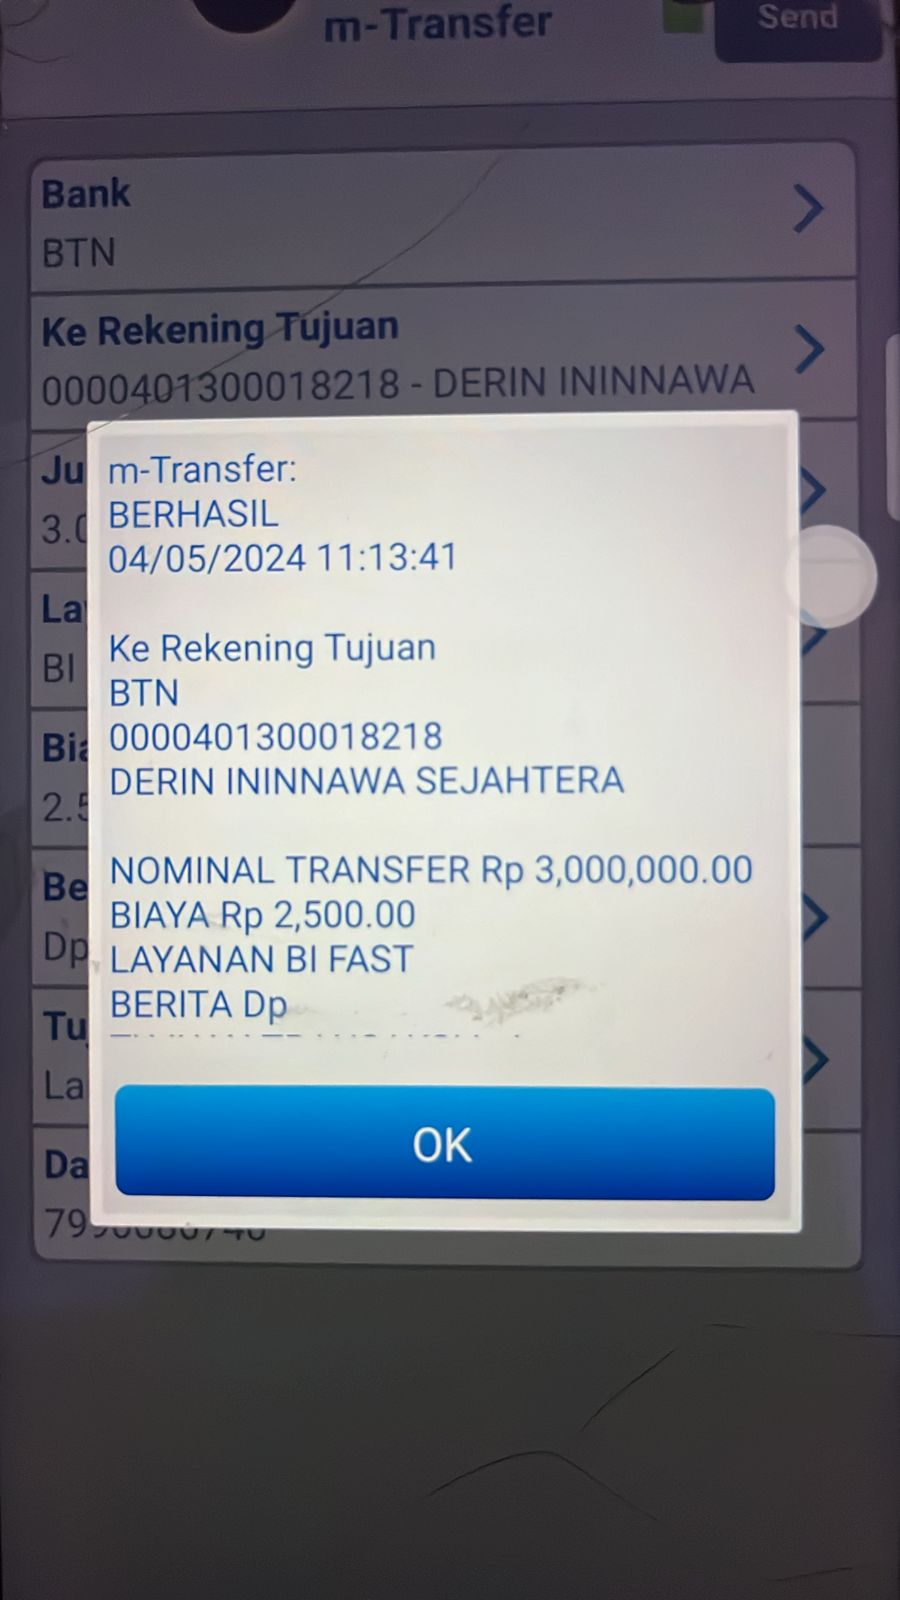 m-Transfer
Send
Bank
BTN
Ke Rekening Tujuan
0000401300018218 - DERIN ININNAWA
Ju
3.0
La
BI
Bia
2.5
Be
Dp
Tu
La
Da
m-Transfer:
BERHASIL
04/05/2024 11:13:41
Ke Rekening Tujuan
BTN
0000401300018218
DERIN ININNAWA SEJAHTERA
NOMINAL TRANSFER Rp 3,000,000.00
BIAYA Rp 2,500.00
LAYANAN BI FAST
BERITA Dp
OK